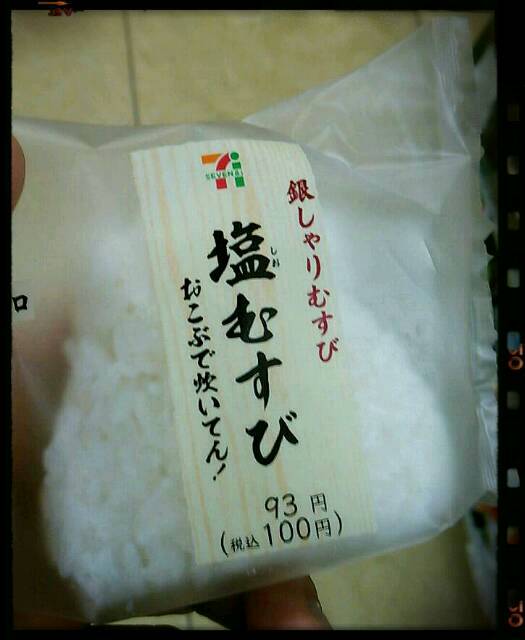 SEVEN&i
銀しゃりむすび
塩むすび
しお
おこぶで炊いてん!
93円
(税込100円)
ロ